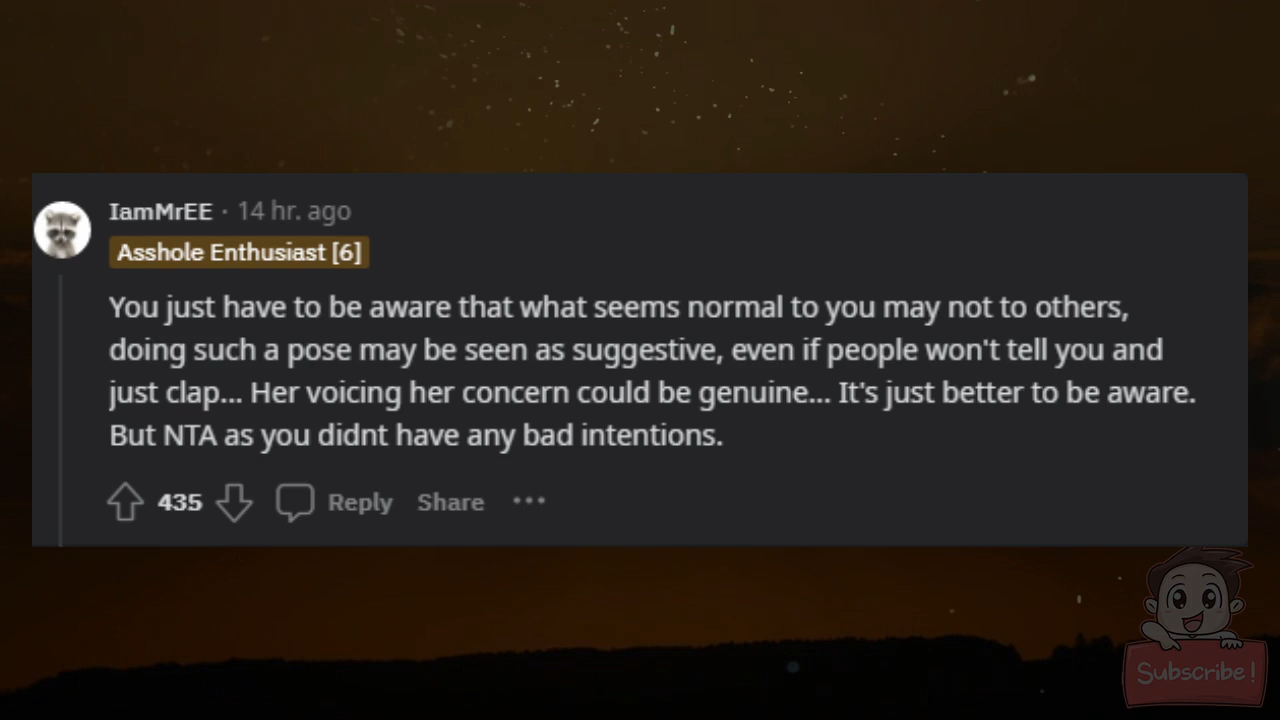 IamMrEE · 14 hr. ago
Asshole Enthusiast [6]
You just have to be aware that what seems normal to you may not to others,
doing such a pose may be seen as suggestive, even if people won't tell you and
just clap... Her voicing her concern could be genuine... It's just better to be aware.
But NTA as you didnt have any bad intentions.
435 Reply Share ...
Subscribe!